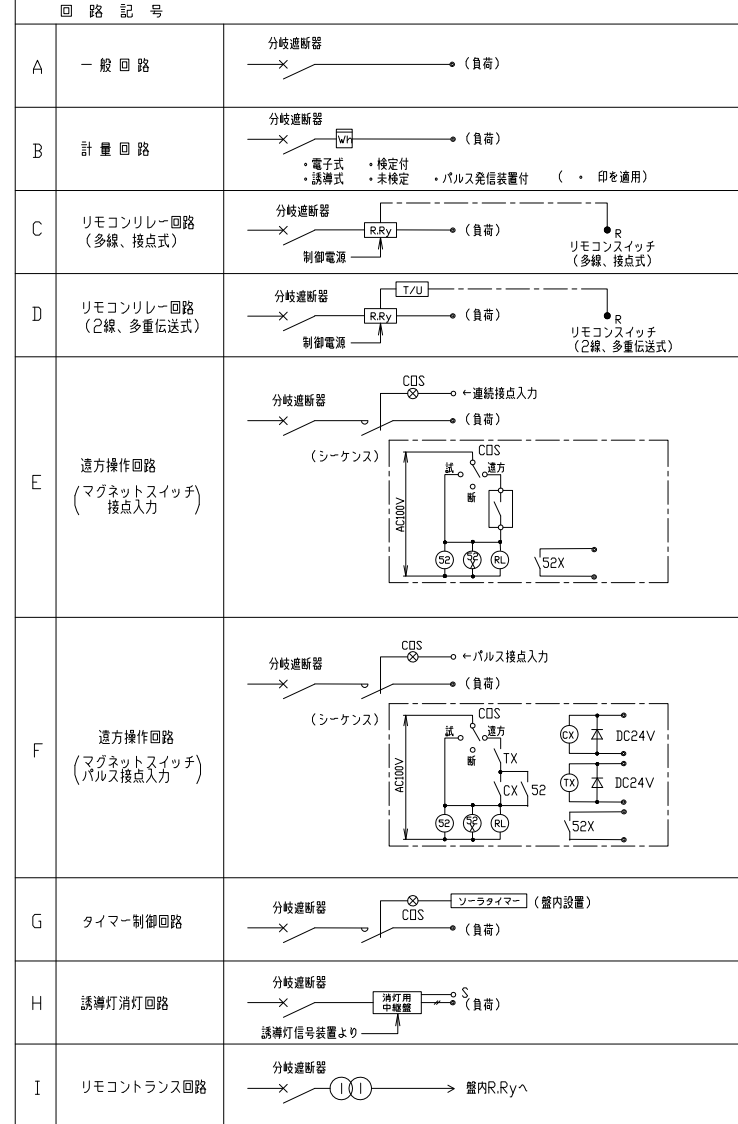 回路記号
A
一般回路
分岐遮断器
(負荷)
B
計量回路
分岐遮断器
Wh
(負荷)
・電子式 ・検定付
・誘導式 ・未検定 ・パルス発信装置付 ( ・ 印を適用)
C
リモコンリレー回路
(多線、接点式)
分岐遮断器
R.Ry
(負荷)
制御電源
R
リモコンスイッチ
(多線、接点式)
D
リモコンリレー回路
(2線、多重伝送式)
分岐遮断器
T/U
R.Ry
(負荷)
制御電源
R
リモコンスイッチ
(2線、多重伝送式)
E
遠方操作回路
(マグネットスイッチ
接点入力)
分岐遮断器
COS
←連続接点入力
(負荷)
(シーケンス)
COS
試
遠方
断
AC100V
52
52X
RL
52X
F
遠方操作回路
(マグネットスイッチ
パルス接点入力)
分岐遮断器
COS
←パルス接点入力
(負荷)
(シーケンス)
COS
試
遠方
断
AC100V
TX
CX
52
52
52X
RL
CX
DC24V
TX
DC24V
52X
G
タイマー制御回路
分岐遮断器
COS
ソーラタイマー
(盤内設置)
(負荷)
H
誘導灯消灯回路
分岐遮断器
消灯用
中継盤
S
(負荷)
誘導灯信号装置より
I
リモコントランス回路
分岐遮断器
盤内R.Ryへ